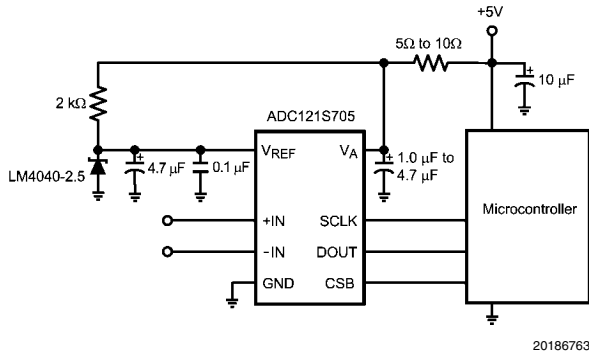 +5V
5Ω to 10Ω
+
10 µF
2 kΩ
ADC121S705
LM4040-2.5
+
4.7 µF
0.1 µF
VREF
VA
+
1.0 µF to
4.7 µF
Microcontroller
+IN
SCLK
−IN
DOUT
GND
CSB
20186763